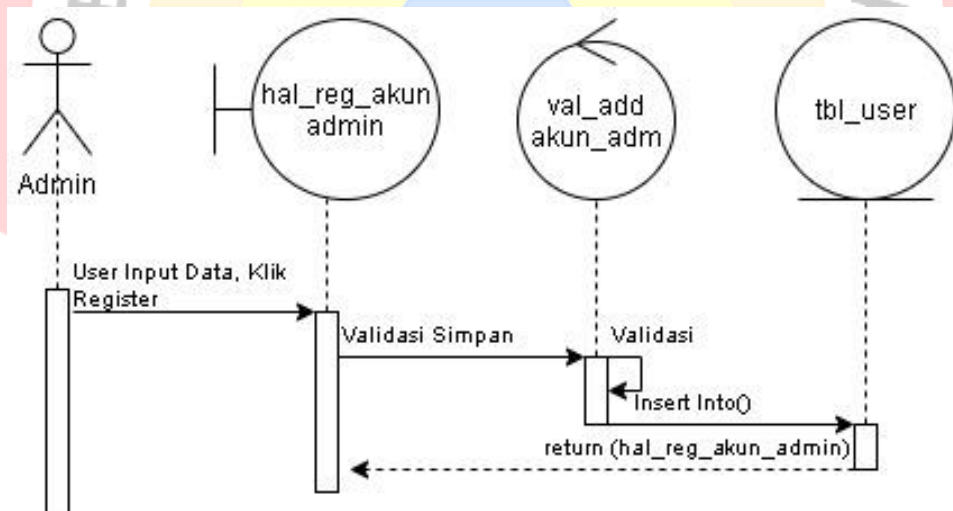 hal_reg_akun
admin
val_add
akun_adm
tbl_user
Admin
User Input Data, Klik
Register
Validasi Simpan
Validasi
Insert Into()
return (hal_reg_akun_admin)